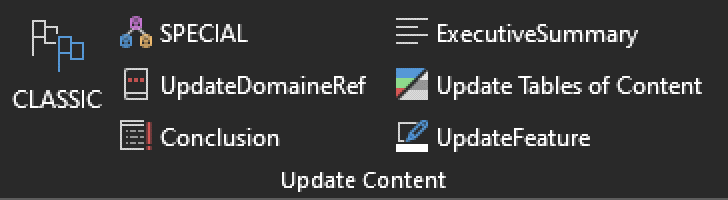 CLASSIC
SPECIAL
UpdateDomaineRef
Conclusion
ExecutiveSummary
Update Tables of Content
UpdateFeature
Update Content